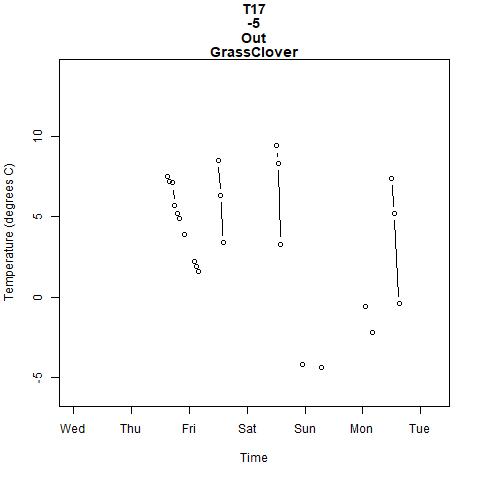 T17
-5
Out
GrassClover
Temperature (degrees C)
10
5
0
-5
Wed Thu Fri Sat Sun Mon Tue
Time